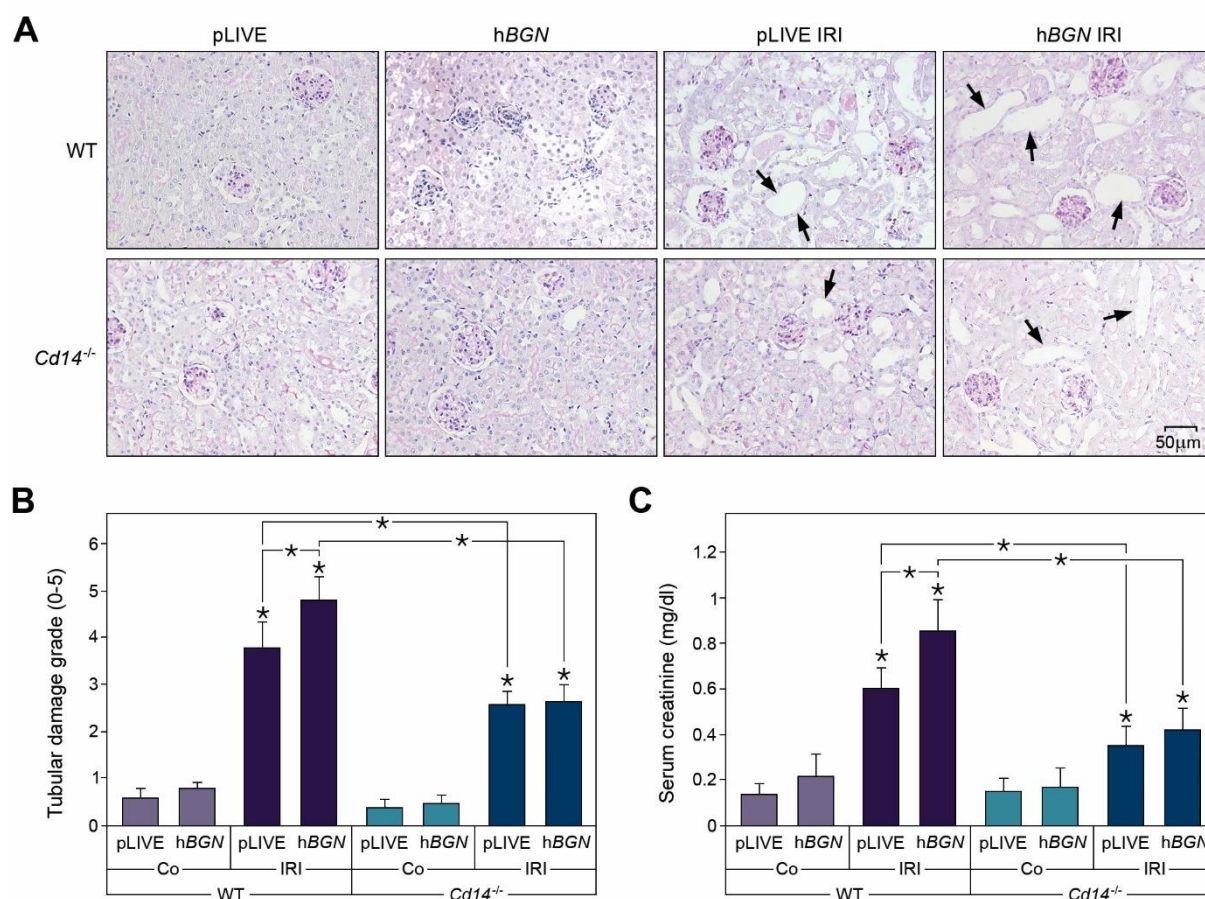 A
pLIVE hBGN pLIVE IRI hBGN IRI
WT
Cd14-/-
50µm
B
Tubular damage grade (0-5)
6
5
4
3
2
1
0
* * * * * * *
pLIVE hBGN pLIVE hBGN pLIVE hBGN pLIVE hBGN
Co IRI Co IRI
WT Cd14-/-
C
Serum creatinine (mg/dl)
1.2
1
0.8
0.6
0.4
0.2
0
* * * * * * *
pLIVE hBGN pLIVE hBGN pLIVE hBGN pLIVE hBGN
Co IRI Co IRI
WT Cd14-/-